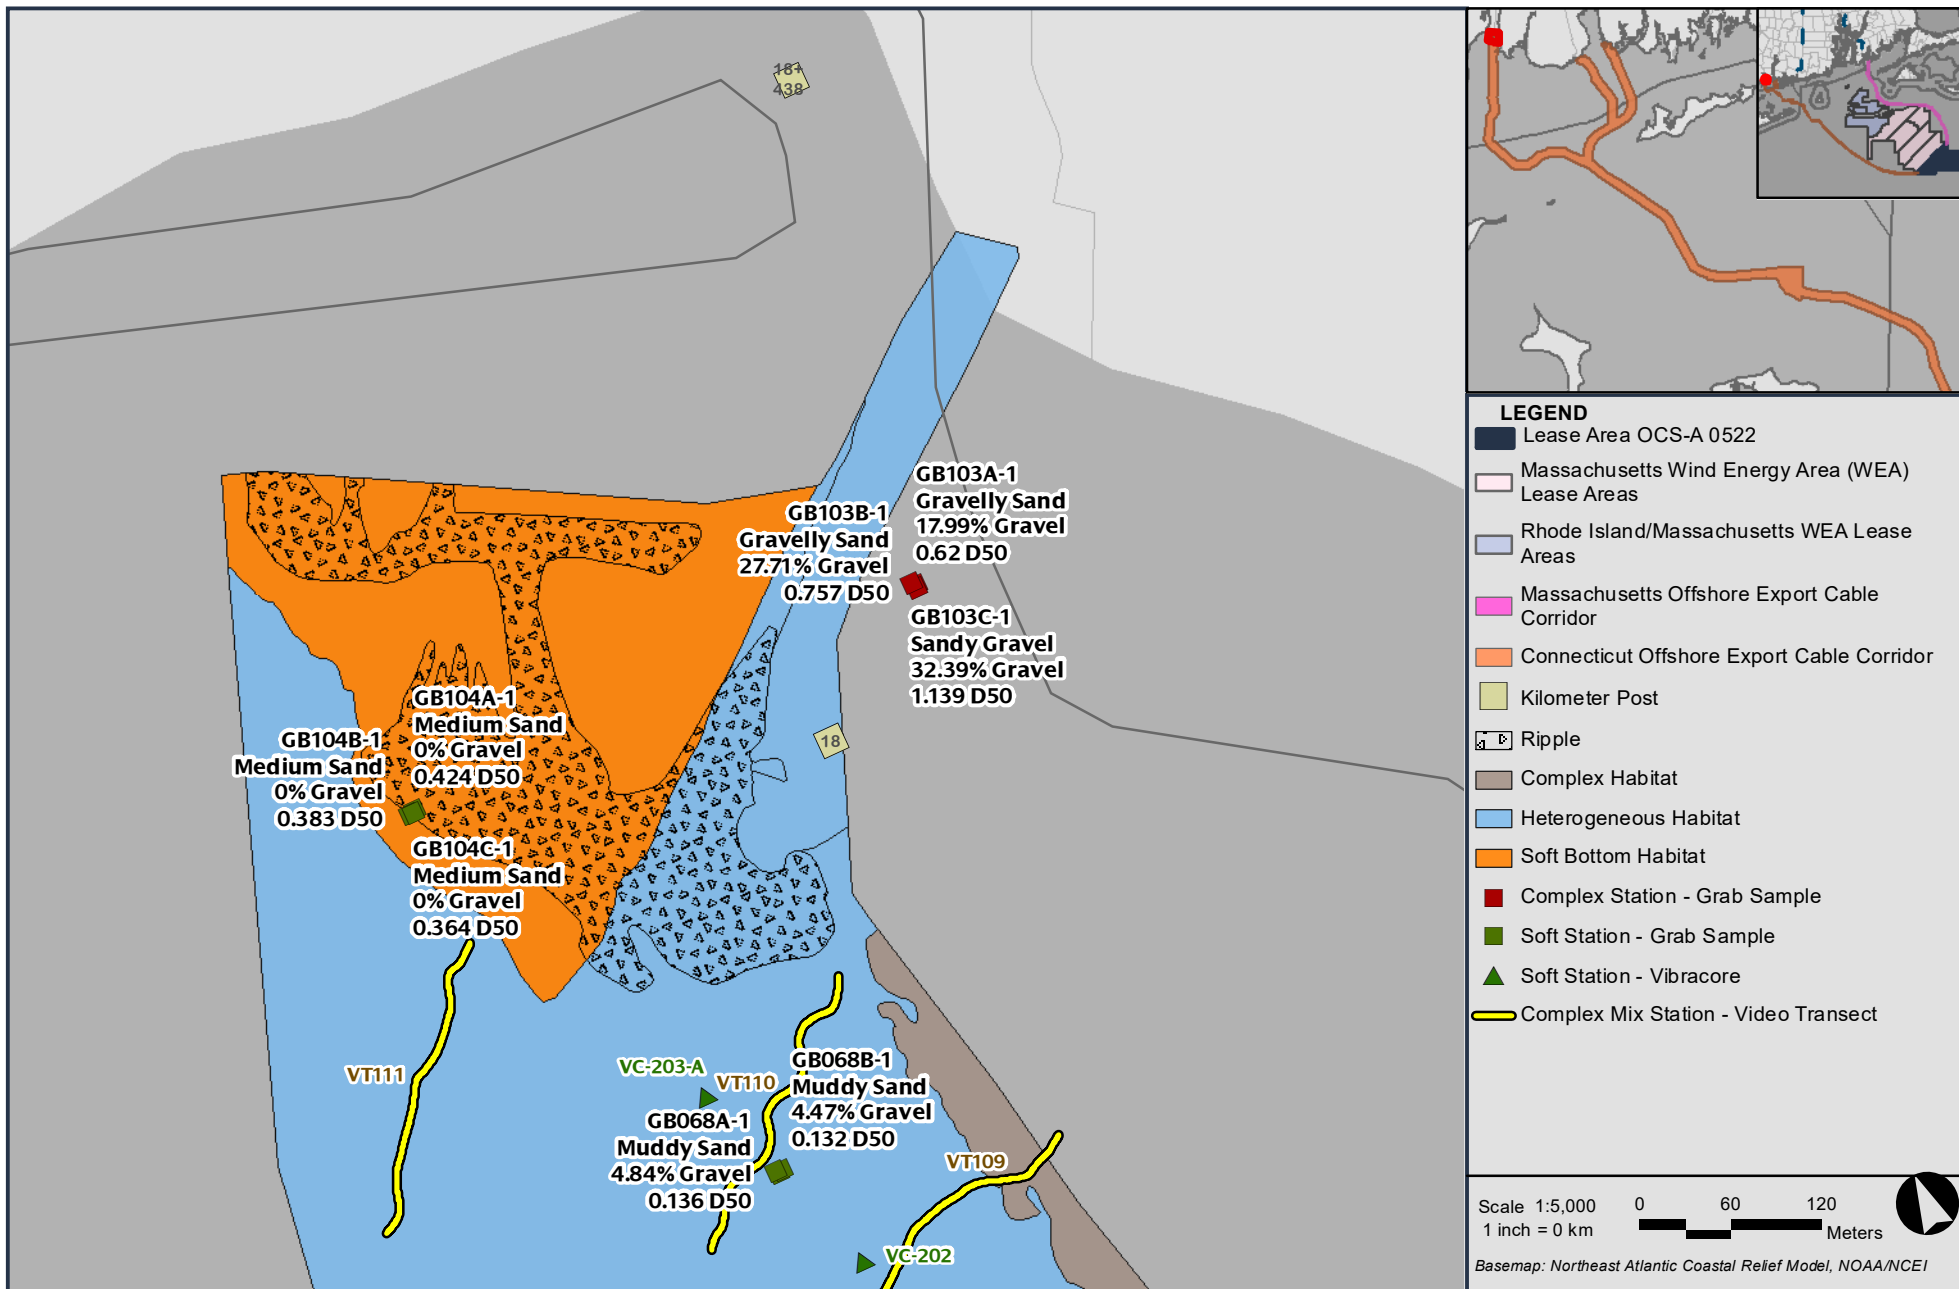 18+
438
GB103A-1
Gravelly Sand
17.99% Gravel
0.62 D50
GB103B-1
Gravelly Sand
27.71% Gravel
0.757 D50
GB103C-1
Sandy Gravel
32.39% Gravel
1.139 D50
GB104A-1
Medium Sand
0% Gravel
0.424 D50
GB104B-1
Medium Sand
0% Gravel
0.383 D50
18
GB104C-1
Medium Sand
0% Gravel
0.364 D50
VT111
VC-203-A
VT110
GB068B-1
Muddy Sand
4.47% Gravel
0.132 D50
GB068A-1
Muddy Sand
4.84% Gravel
0.136 D50
VT109
VC-202
LEGEND
Lease Area OCS-A 0522
Massachusetts Wind Energy Area (WEA)
Lease Areas
Rhode Island/Massachusetts WEA Lease
Areas
Massachusetts Offshore Export Cable
Corridor
Connecticut Offshore Export Cable Corridor
Kilometer Post
Ripple
Complex Habitat
Heterogeneous Habitat
Soft Bottom Habitat
Complex Station - Grab Sample
Soft Station - Grab Sample
Soft Station - Vibracore
Complex Mix Station - Video Transect
Scale 1:5,000
1 inch = 0 km
0 60 120
Meters
Basemap: Northeast Atlantic Coastal Relief Model, NOAA/NCEI